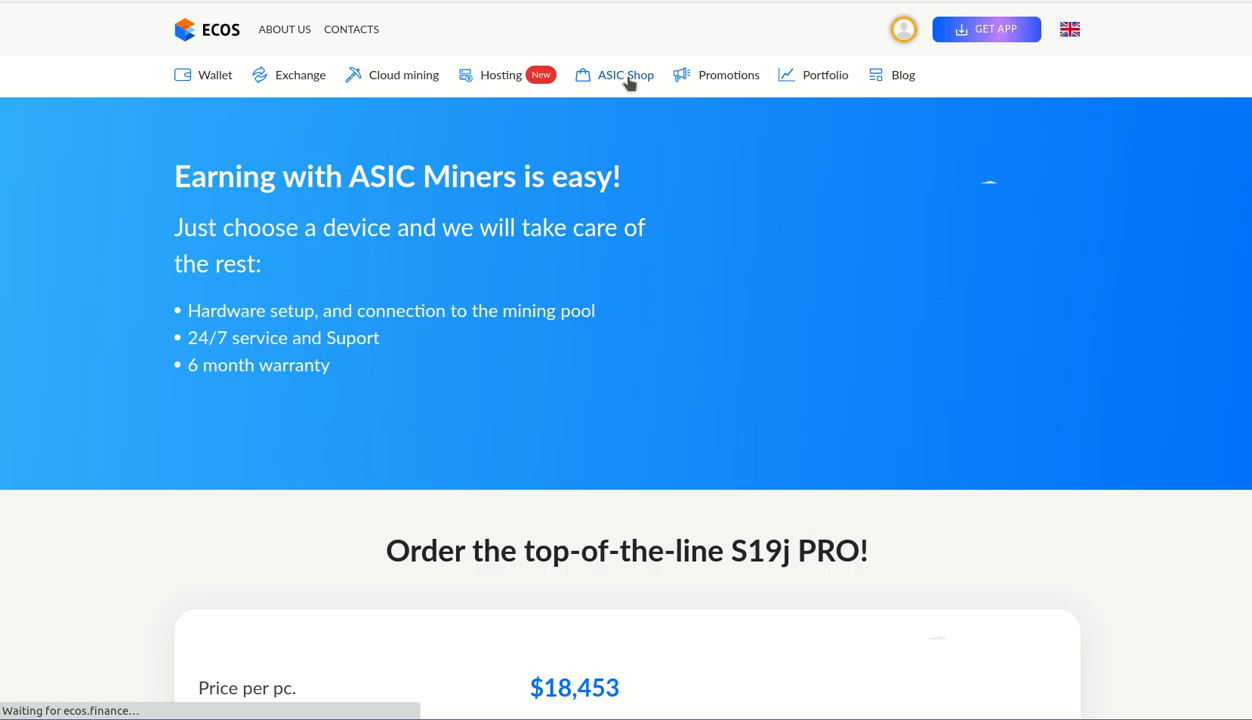 ECOS ABOUT US CONTACTS GET APP
Wallet Exchange Cloud mining Hosting New ASIC Shop Promotions Portfolio Blog
Earning with ASIC Miners is easy!
Just choose a device and we will take care of
the rest:
• Hardware setup, and connection to the mining pool
• 24/7 service and Suport
• 6 month warranty
Order the top-of-the-line S19j PRO!
Price per pc. $18,453
Waiting for ecos.finance...